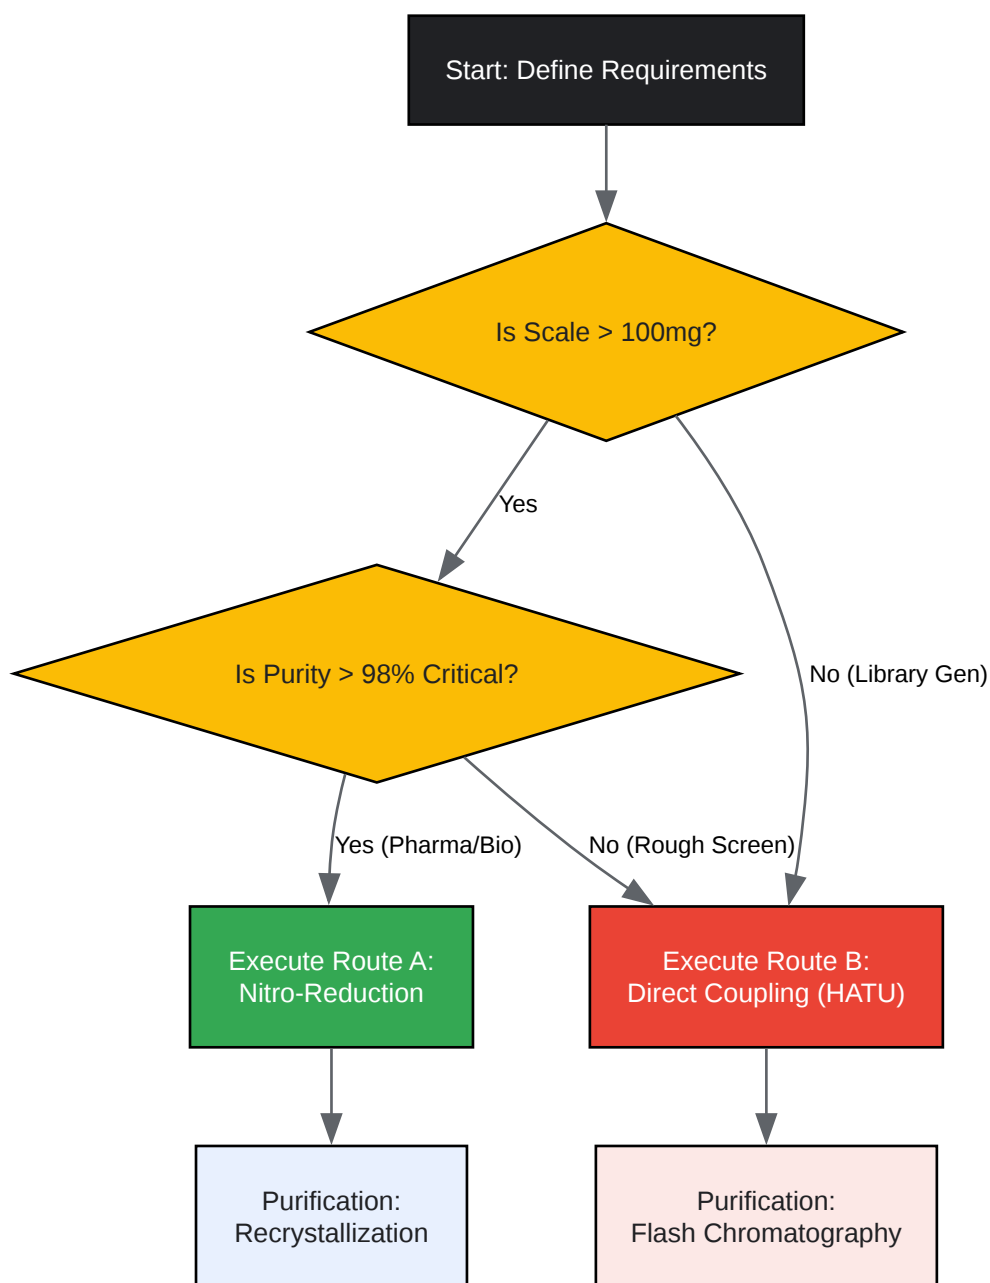 Start: Define Requirements
Is Scale > 100mg?
Yes
Is Purity > 98% Critical?
No (Library Gen)
Yes (Pharma/Bio)
No (Rough Screen)
Execute Route A:
Nitro-Reduction
Execute Route B:
Direct Coupling (HATU)
Purification:
Recrystallization
Purification:
Flash Chromatography